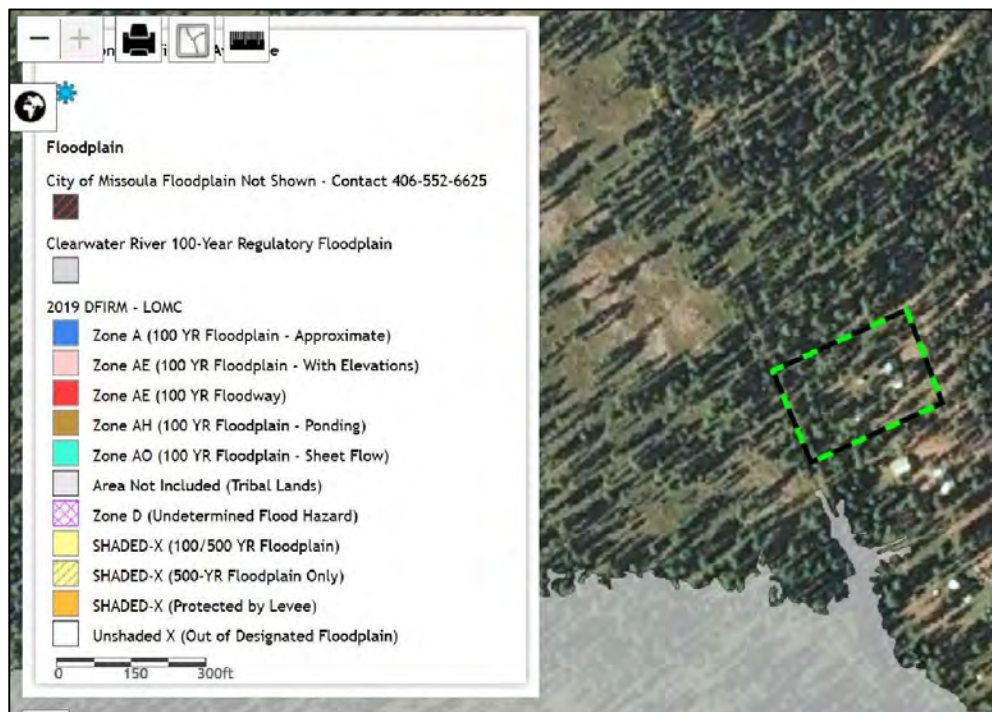 Floodplain
City of Missoula Floodplain Not Shown - Contact 406-552-6625
Clearwater River 100-Year Regulatory Floodplain
2019 DFIRM - LOMC
Zone A (100 YR Floodplain - Approximate)
Zone AE (100 YR Floodplain - With Elevations)
Zone AE (100 YR Floodway)
Zone AH (100 YR Floodplain - Ponding)
Zone AO (100 YR Floodplain - Sheet Flow)
Area Not Included (Tribal Lands)
Zone D (Undetermined Flood Hazard)
SHADED-X (100/500 YR Floodplain)
SHADED-X (500-YR Floodplain Only)
SHADED-X (Protected by Levee)
Unshaded X (Out of Designated Floodplain)
0 150 300ft